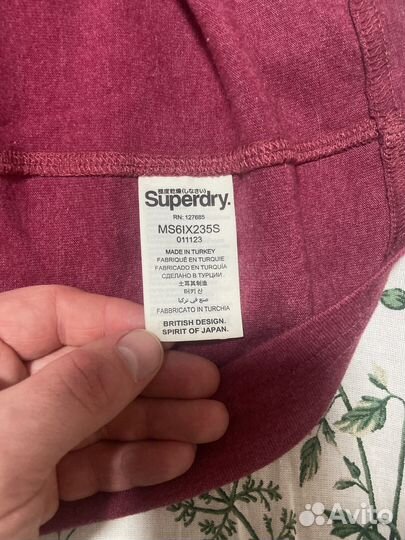 極度乾燥(しなさい)
Superdry.
RN: 127685
MS6IX235S
011123
MADE IN TURKEY
FABRIQUÉ EN TURQUIE
FABRICADO EN TURQUÍA
СДЕЛАНО В ТУРЦИИ
土耳其制造
터키 산
صنع في تركيا
FABBRICATO IN TURCHIA
BRITISH DESIGN.
SPIRIT OF JAPAN.
Avito